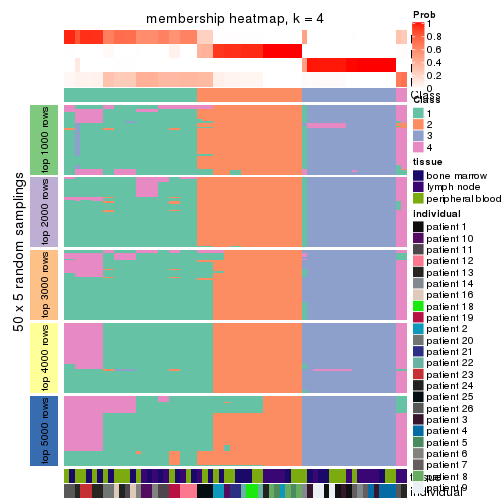 membership heatmap, k = 4
50 x 5 random samplings
top 1000 rows
top 2000 rows
top 3000 rows
top 4000 rows
top 5000 rows
Prob
1
0.8
0.6
0.4
0.2
0
Class
Class
1
2
3
4
tissue
bone marrow
lymph node
peripheral blood
individual
patient 1
patient 10
patient 11
patient 12
patient 13
patient 14
patient 16
patient 18
patient 19
patient 2
patient 20
patient 21
patient 22
patient 23
patient 24
patient 25
patient 26
patient 3
patient 4
patient 5
patient 6
patient 7
patient 8
patient 9
individual